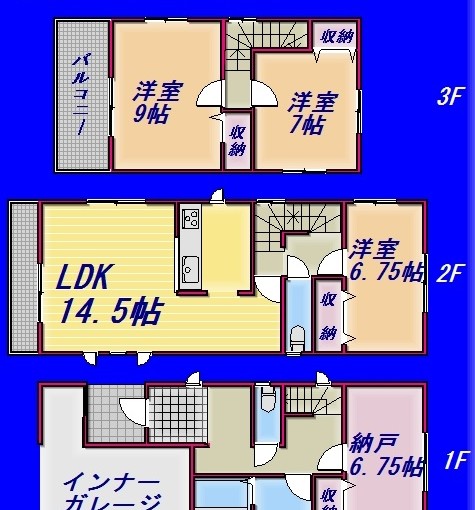 バルコニー
洋室
9帖
収納
収納
洋室
7帖
3F
LDK
14.5帖
洋室
6.75帖
収納
2F
納戸
6.75帖
1F
インナー
ガレージ
収